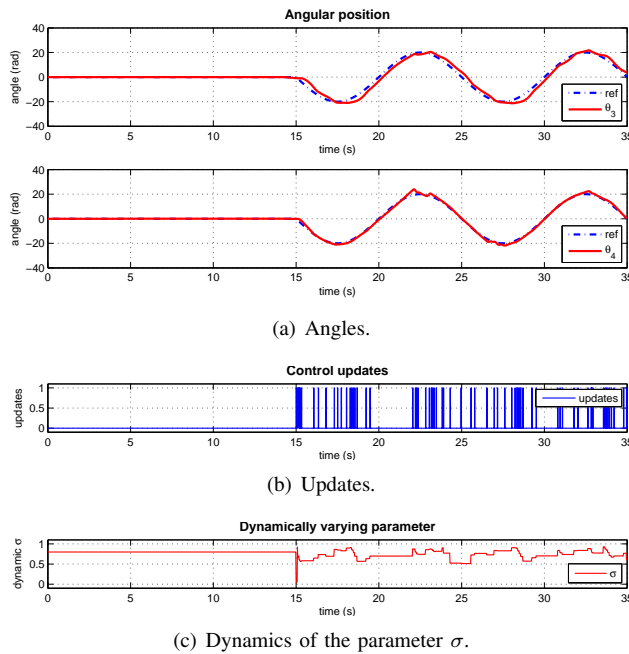 Angular position
angle (rad)
40
20
0
−20
−40
0 5 10 15 20 25 30 35
time (s)
ref
θ3
angle (rad)
40
20
0
−20
−40
0 5 10 15 20 25 30 35
time (s)
ref
θ4
(a) Angles.
Control updates
updates
1
0.5
0
0 5 10 15 20 25 30 35
time (s)
updates
(b) Updates.
Dynamically varying parameter
dynamic σ
1
0.5
0
0 5 10 15 20 25 30 35
time (s)
σ
(c) Dynamics of the parameter σ.